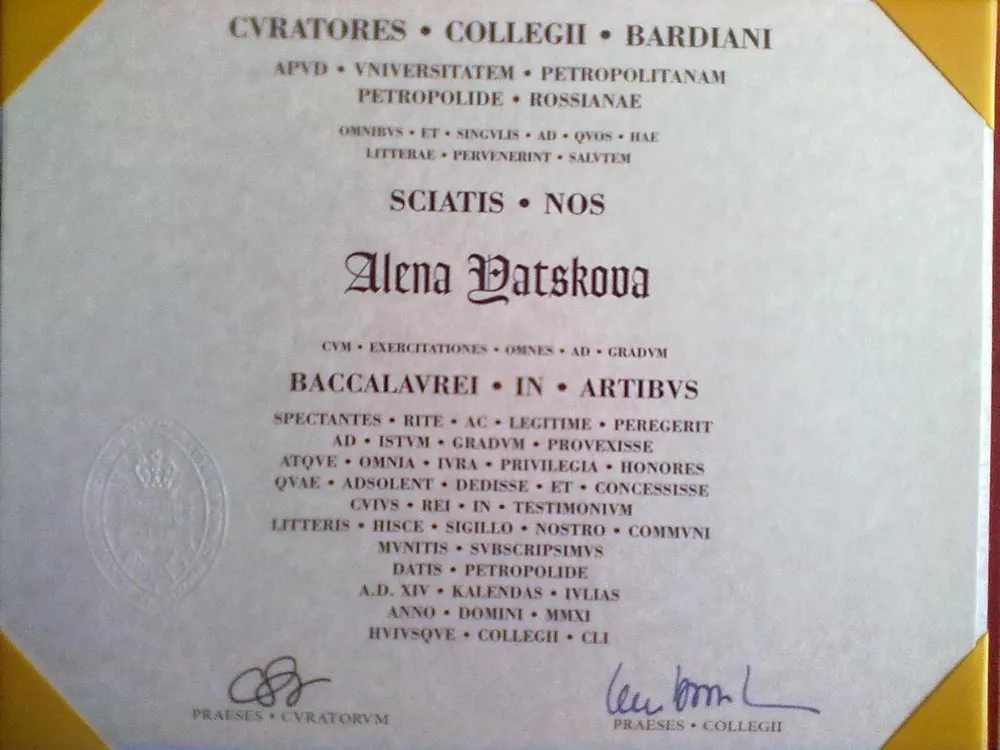 CVRATORES • COLLEGII • BARDIANI
APVD • VNIVERSITATEM • PETROPOLITANAM
PETROPOLIDE • ROSSIANAE
OMNIBVS • ET • SINGVLIS • AD • QVOS • HAE
LITTERAE • PERVENERINT • SALVTEM
SCIATIS • NOS
Alena Yatskova
CVM • EXERCITATIONES • OMNES • AD • GRADVM
BACCALAVREI • IN • ARTIBVS
SPECTANTES • RITE • AC • LEGITIME • PEREGERIT
AD • ISTVM • GRADVM • PROVEXISSE
ATQVE • OMNIA • IVRA • PRIVILEGIA • HONORES
QVAE • ADSOLENT • DEDISSE • ET • CONCESSISSE
CVIVS • REI • IN • TESTIMONIVM
LITTERIS • HISCE • SIGILLO • NOSTRO • COMMVNI
MVNITIS • SVBSCRIPSIMVS
DATIS • PETROPOLIDE
A.D. XIV • KALENDAS • IVLIAS
ANNO • DOMINI • MMXI
HVIVSQVE • COLLEGII • CLI
PRAESES • CVRATORVM
PRAESES • COLLEGII